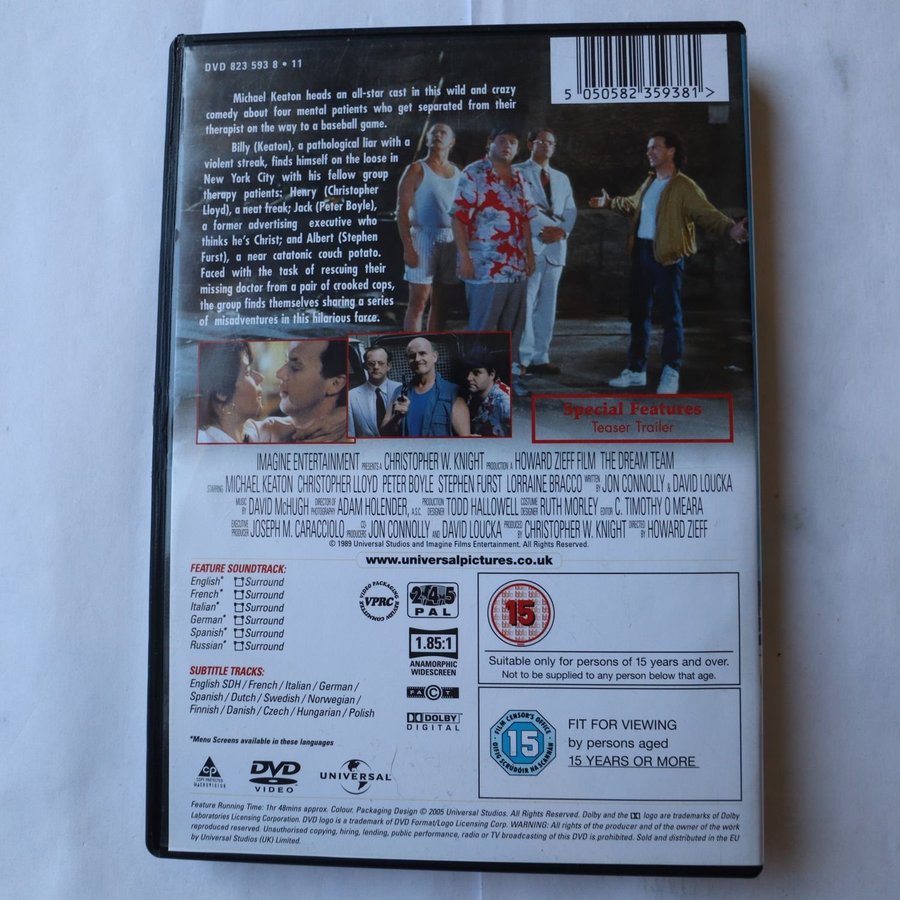 DVD 823 593 8 • 11
5 050582 359381 >
Michael Keaton heads an all-star cast in this wild and crazy
comedy about four mental patients who get separated from their
therapist on the way to a baseball game.
Billy (Keaton), a pathological liar with a
violent streak, finds himself on the loose in
New York City with his fellow group
therapy patients: Henry (Christopher
Lloyd), a neat freak; Jack (Peter Boyle),
a former advertising executive who
thinks he's Christ; and Albert (Stephen
Furst), a near catatonic couch potato.
Faced with the task of rescuing their
missing doctor from a pair of crooked cops,
the group finds themselves sharing a series
of misadventures in this hilarious farce.
Special Features
Teaser Trailer
IMAGINE ENTERTAINMENT PRESENTS A CHRISTOPHER W. KNIGHT PRODUCTION A HOWARD ZIEFF FILM THE DREAM TEAM
STARRING MICHAEL KEATON CHRISTOPHER LLOYD PETER BOYLE STEPHEN FURST LORRAINE BRACCO WRITTEN BY JON CONNOLLY & DAVID LOUCKA
MUSIC BY DAVID McHUGH DIRECTOR OF PHOTOGRAPHY ADAM HOLENDER, A.S.C. PRODUCTION DESIGNER TODD HALLOWELL COSTUME DESIGNER RUTH MORLEY EDITOR C. TIMOTHY O MEARA
EXECUTIVE PRODUCER JOSEPH M. CARACCIOLO CO-PRODUCERS JON CONNOLLY AND DAVID LOUCKA PRODUCED BY CHRISTOPHER W. KNIGHT DIRECTED BY HOWARD ZIEFF
© 1989 Universal Studios and Imagine Films Entertainment. All Rights Reserved.
www.universalpictures.co.uk
FEATURE SOUNDTRACK:
English* Surround
French* Surround
Italian* Surround
German* Surround
Spanish* Surround
Russian* Surround
SUBTITLE TRACKS:
English SDH / French / Italian / German /
Spanish / Dutch / Swedish / Norwegian /
Finnish / Danish / Czech / Hungarian / Polish
*Menu Screens available in these languages
VIDEO PACKAGING REVIEW COMMITTEE
VPRC
2•4•5
PAL
1.85:1
ANAMORPHIC
WIDESCREEN
FACT
DOLBY
DIGITAL
15
Suitable only for persons of 15 years and over.
Not to be supplied to any person below that age.
FILM CENSOR'S OFFICE
15
OIFIG SCRÚDÓIR NA SCANNÁN
FIT FOR VIEWING
by persons aged
15 YEARS OR MORE
CP
COPY PROTECTED
MACROVISION
DVD
VIDEO
UNIVERSAL
Feature Running Time: 1hr 48mins approx. Colour. Packaging Design © 2005 Universal Studios. All Rights Reserved. Dolby and the logo are trademarks of Dolby
Laboratories Licensing Corporation. DVD logo is a trademark of DVD Format/Logo Licensing Corp. WARNING: All rights of the producer and of the owner of the work
reproduced reserved. Unauthorised copying, hiring, lending, public performance, radio or TV broadcasting of this DVD is prohibited. Sold and distributed in the EU
by Universal Studios (UK) Limited.